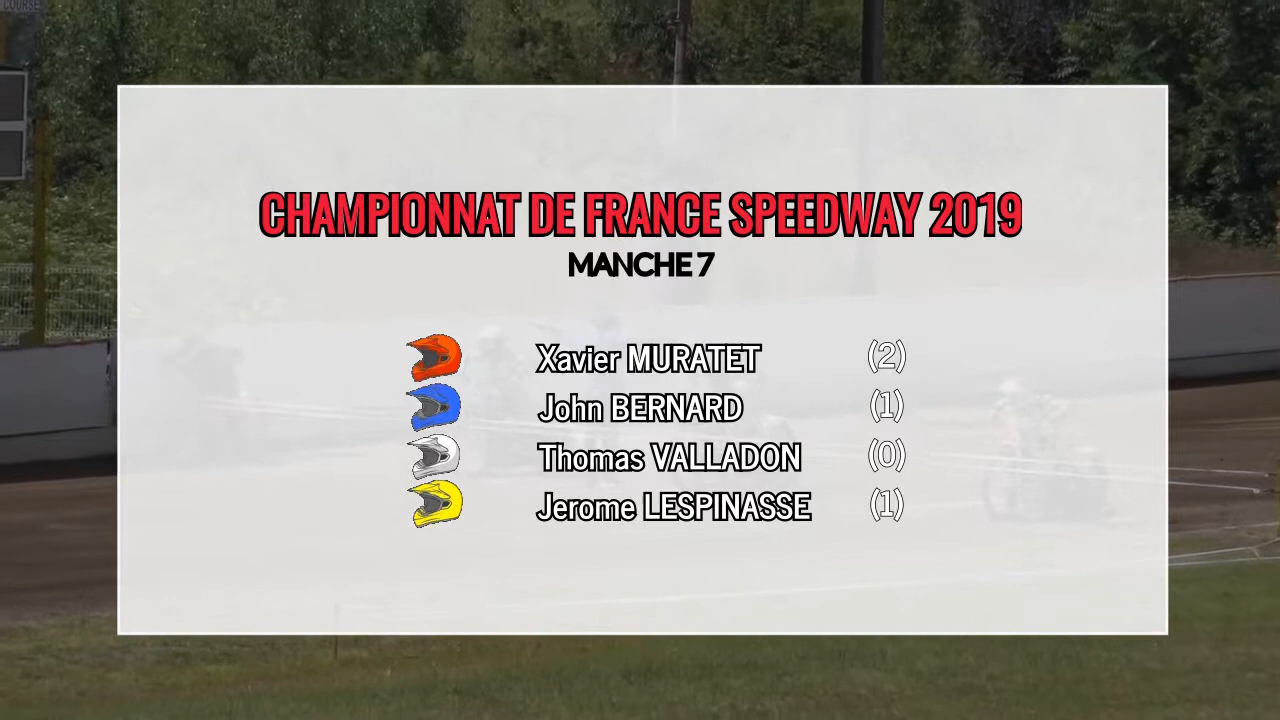 COURSE
CHAMPIONNAT DE FRANCE SPEEDWAY 2019
MANCHE 7
Xavier MURATET (2)
John BERNARD (1)
Thomas VALLADON (0)
Jerome LESPINASSE (1)